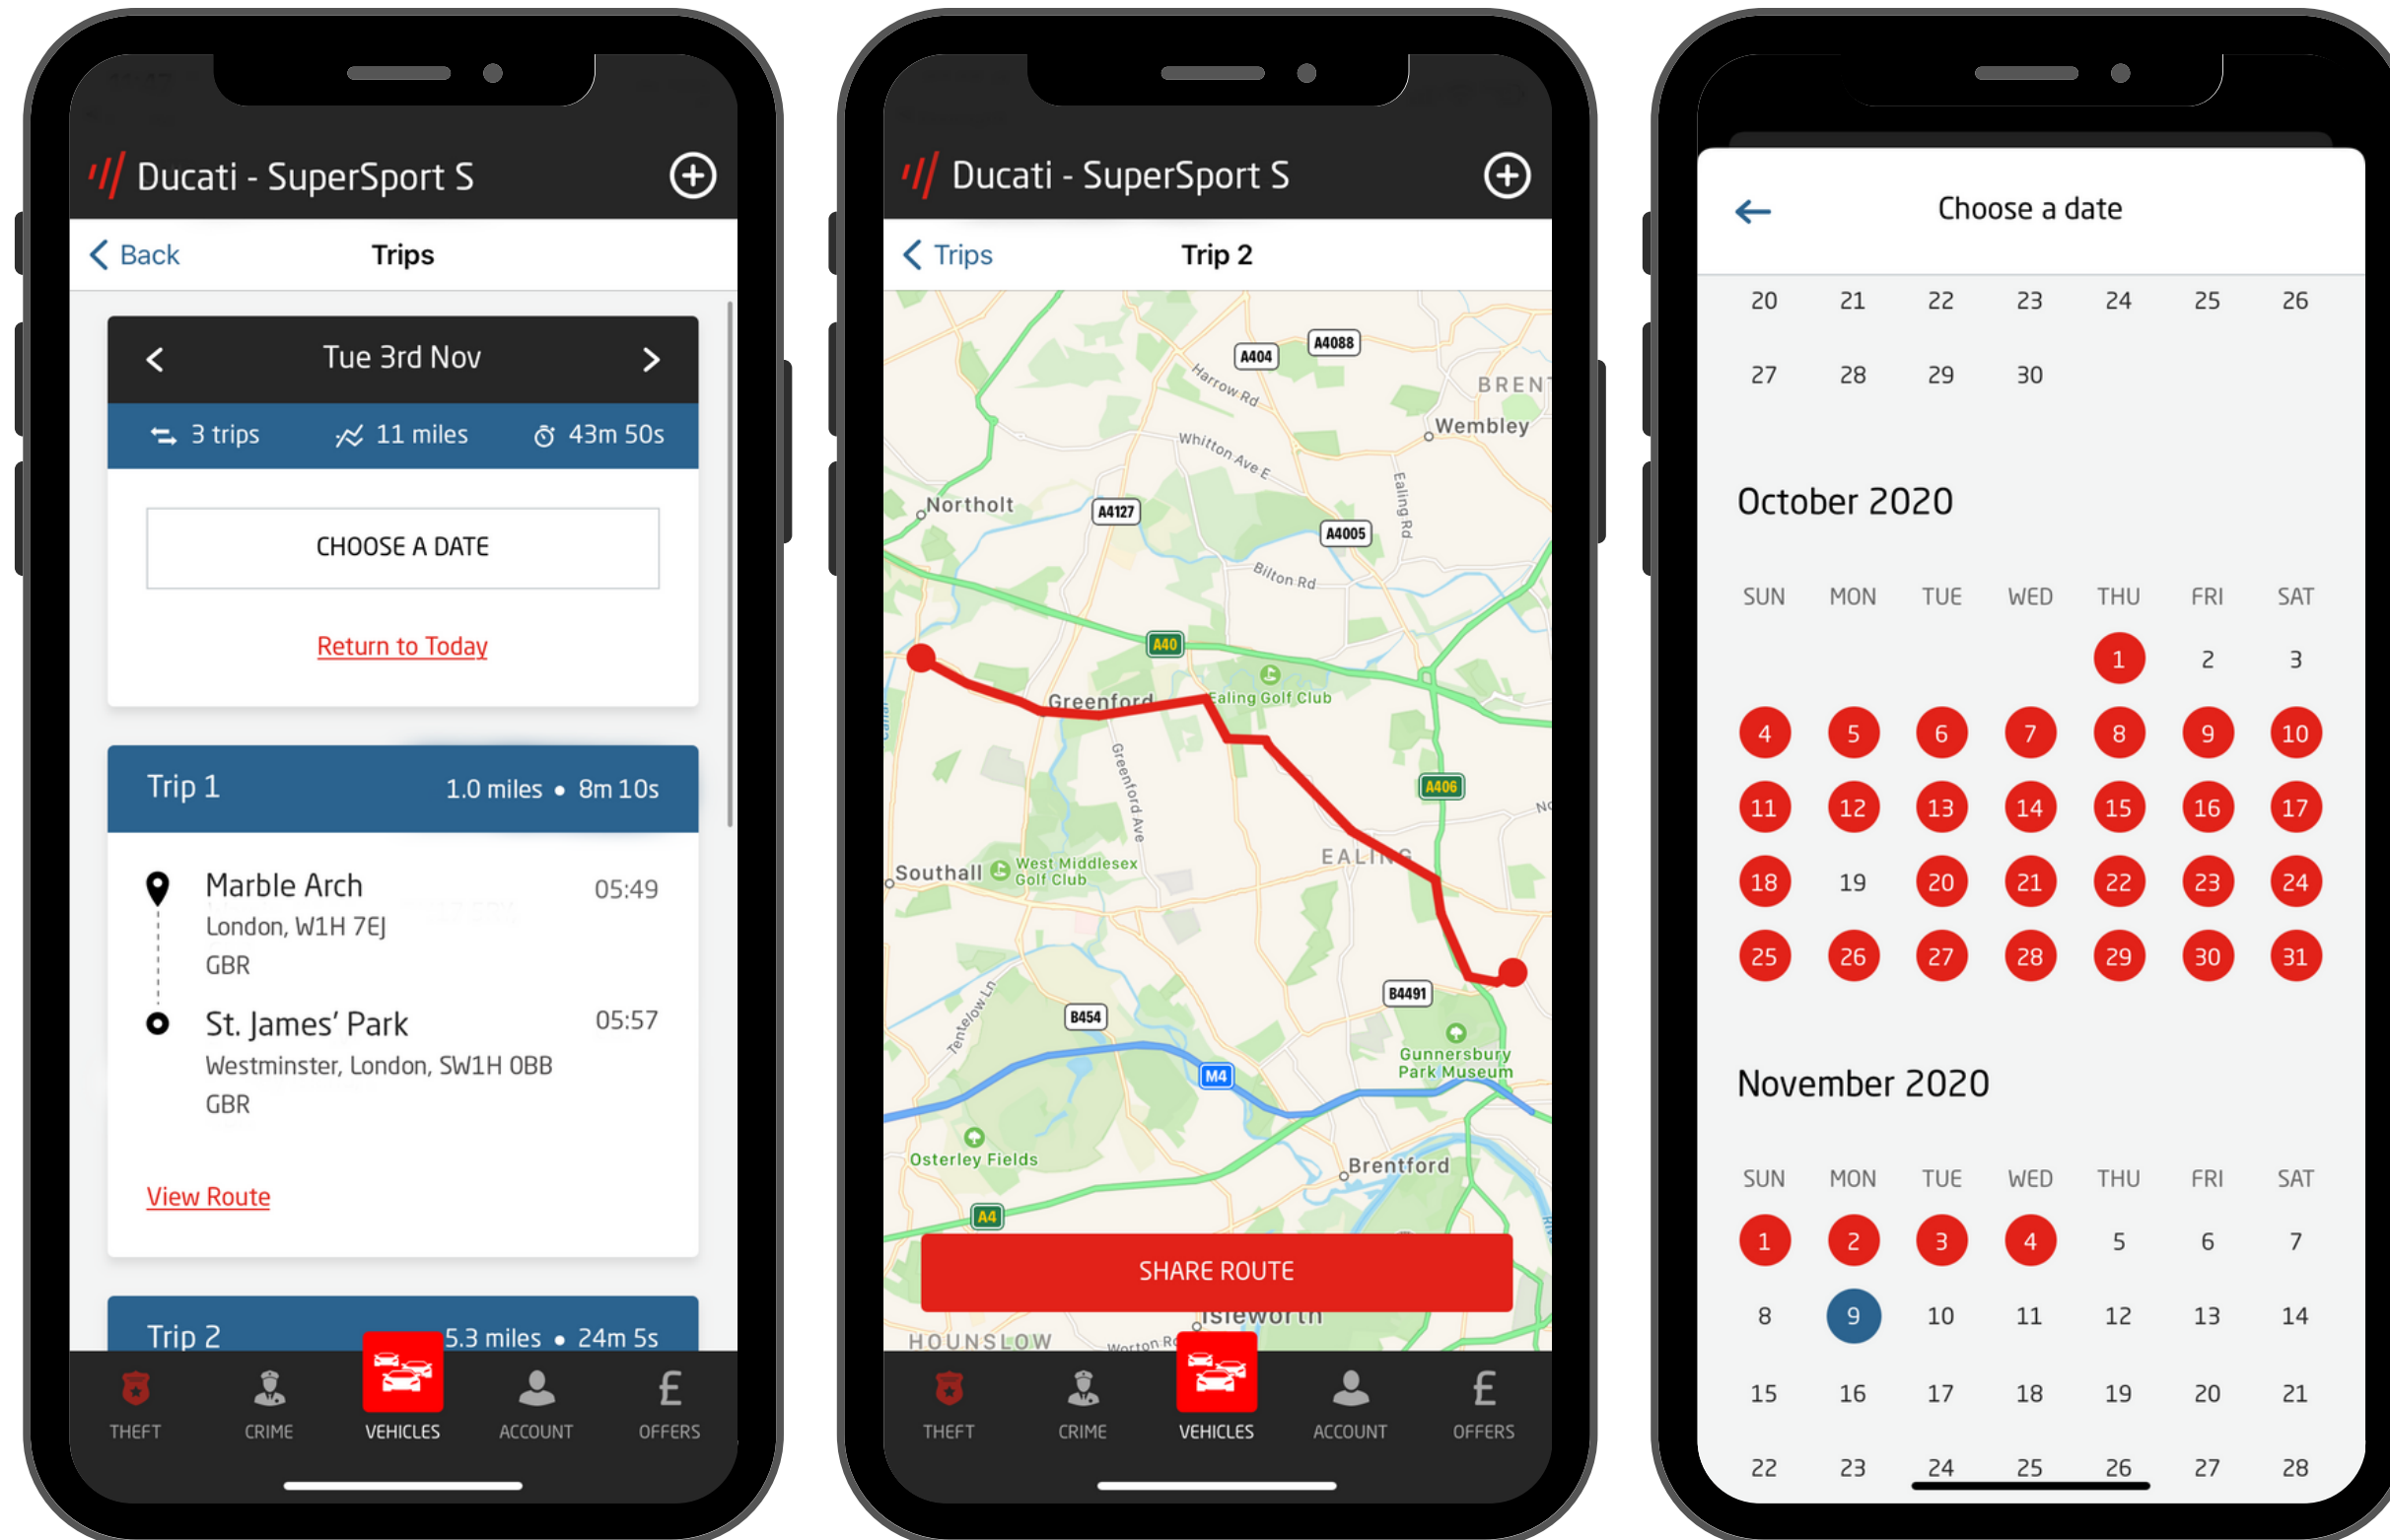 Ducati - SuperSport S
Back
Trips
Tue 3rd Nov
3 trips
11 miles
43m 50s
CHOOSE A DATE
Return to Today
Trip 1
1.0 miles • 8m 10s
Marble Arch
05:49
London, W1H 7EJ
GBR
St. James' Park
05:57
Westminster, London, SW1H 0BB
GBR
View Route
Trip 2
5.3 miles • 24m 5s
THEFT
CRIME
VEHICLES
ACCOUNT
£
OFFERS
Ducati - SuperSport S
Trips
Trip 2
A404
A4088
Harrow Rd
BRENT
Wembley
Whitton Ave E
Ealing Rd
Northolt
A4127
A4005
Bilton Rd
A40
Greenford
Ealing Golf Club
Canal
Greenford Ave
A406
EALING
Southall
West Middlesex
Golf Club
Tentelow Ln
B4491
B454
Gunnersbury
Park Museum
M4
Osterley Fields
Brentford
A4
SHARE ROUTE
Isleworth
HOUNSLOW
Worton Rd
THEFT
CRIME
VEHICLES
ACCOUNT
£
OFFERS
Choose a date
20 21 22 23 24 25 26
27 28 29 30
October 2020
SUN MON TUE WED THU FRI SAT
1 2 3
4 5 6 7 8 9 10
11 12 13 14 15 16 17
18 19 20 21 22 23 24
25 26 27 28 29 30 31
November 2020
SUN MON TUE WED THU FRI SAT
1 2 3 4 5 6 7
8 9 10 11 12 13 14
15 16 17 18 19 20 21
22 23 24 25 26 27 28